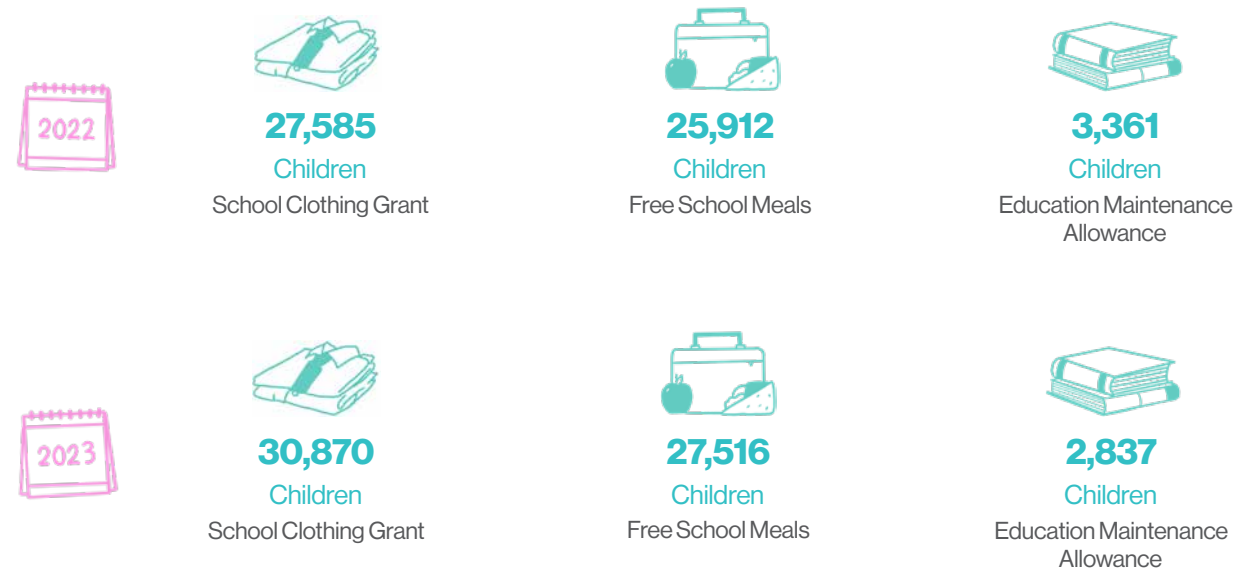 2022
27,585
Children
School Clothing Grant
25,912
Children
Free School Meals
3,361
Children
Education Maintenance
Allowance
2023
30,870
Children
School Clothing Grant
27,516
Children
Free School Meals
2,837
Children
Education Maintenance
Allowance